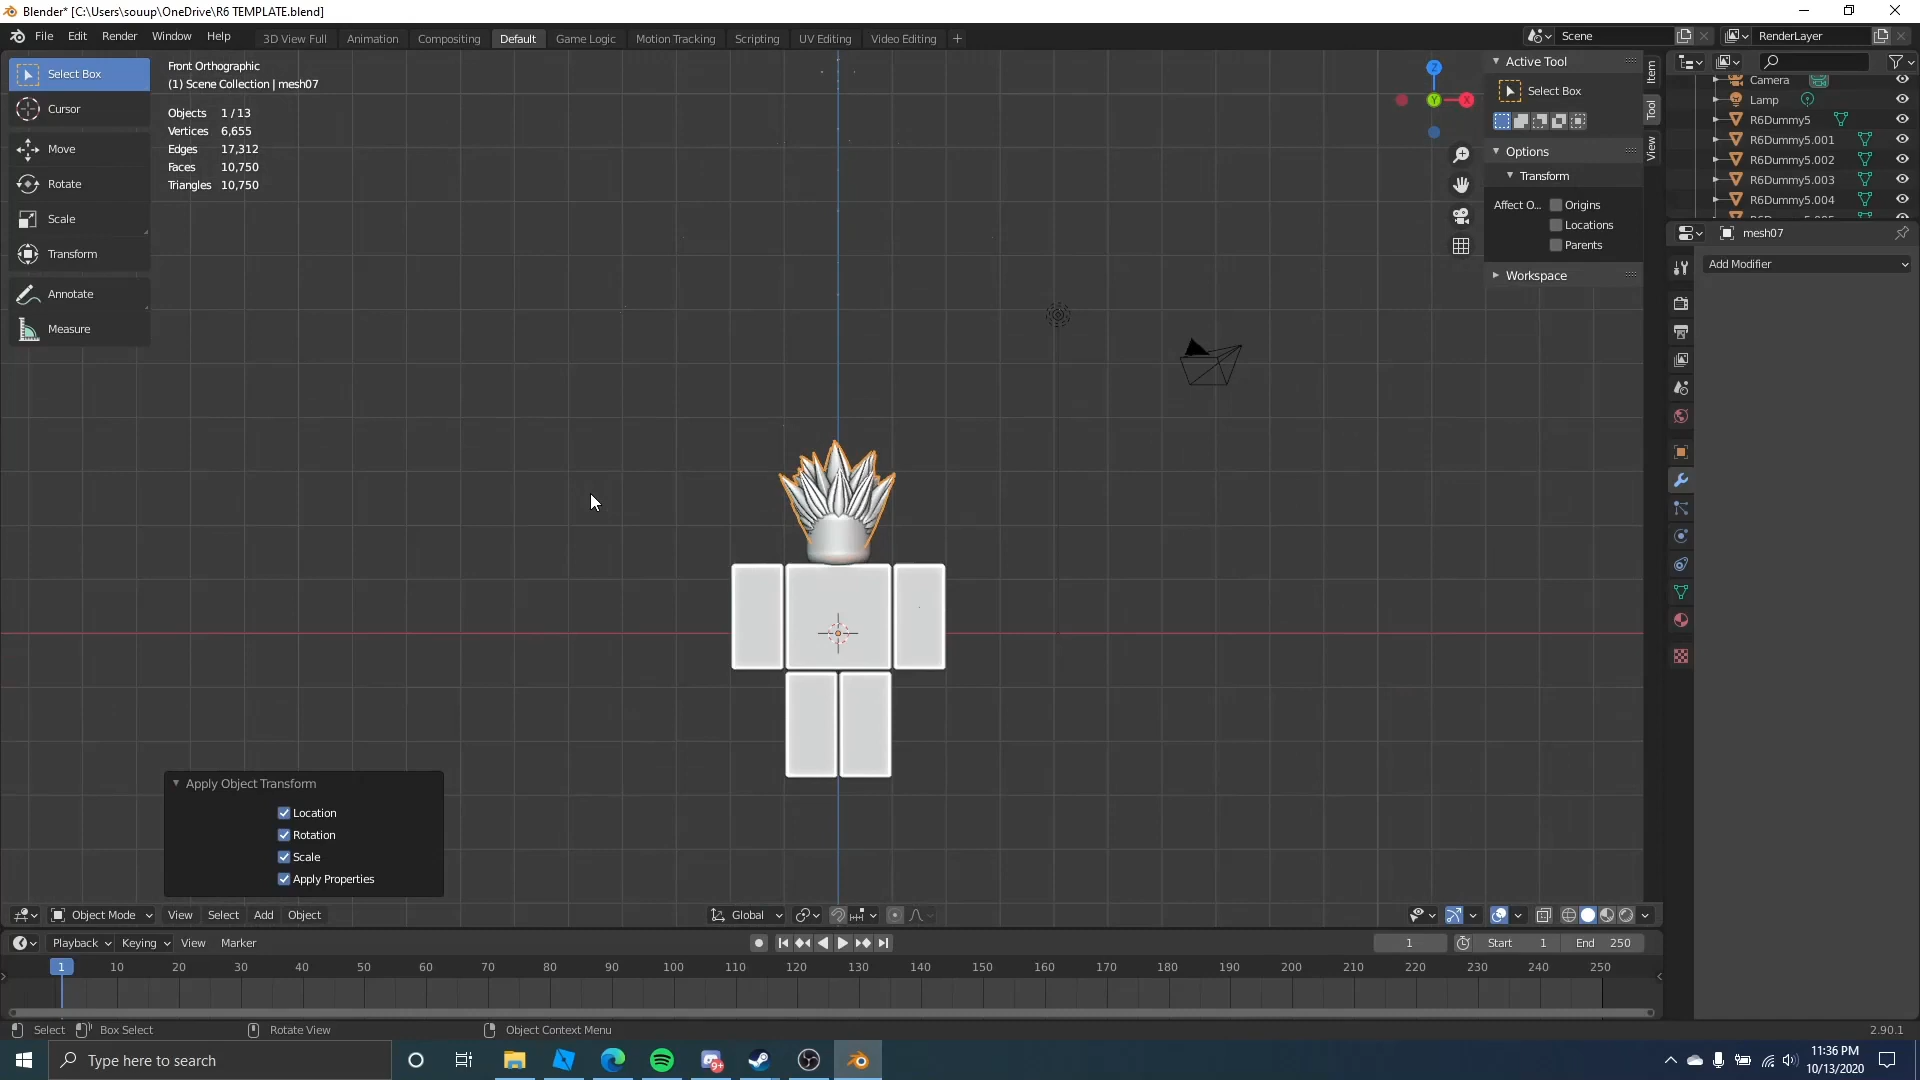 Blender* [C:\Users\souup\OneDrive\R6 TEMPLATE.blend]
File Edit Render Window Help 3D View Full Animation Compositing Default Game Logic Motion Tracking Scripting UV Editing Video Editing + Scene RenderLayer
Select Box
Cursor
Move
Rotate
Scale
Transform
Annotate
Measure
Front Orthographic
(1) Scene Collection | mesh07
Objects 1 / 13
Vertices 6,655
Edges 17,312
Faces 10,750
Triangles 10,750
Z
Y
X
Active Tool
Select Box
Options
Transform
Affect O... Origins
Locations
Parents
Workspace
Item
Tool
View
Camera
Lamp
R6Dummy5
R6Dummy5.001
R6Dummy5.002
R6Dummy5.003
R6Dummy5.004
mesh07
Add Modifier
Apply Object Transform
Location
Rotation
Scale
Apply Properties
Object Mode View Select Add Object Global
Playback Keying View Marker 1 Start 1 End 250
1 10 20 30 40 50 60 70 80 90 100 110 120 130 140 150 160 170 180 190 200 210 220 230 240 250
Select Box Select Rotate View Object Context Menu 2.90.1
Type here to search
9+
11:36 PM
10/13/2020